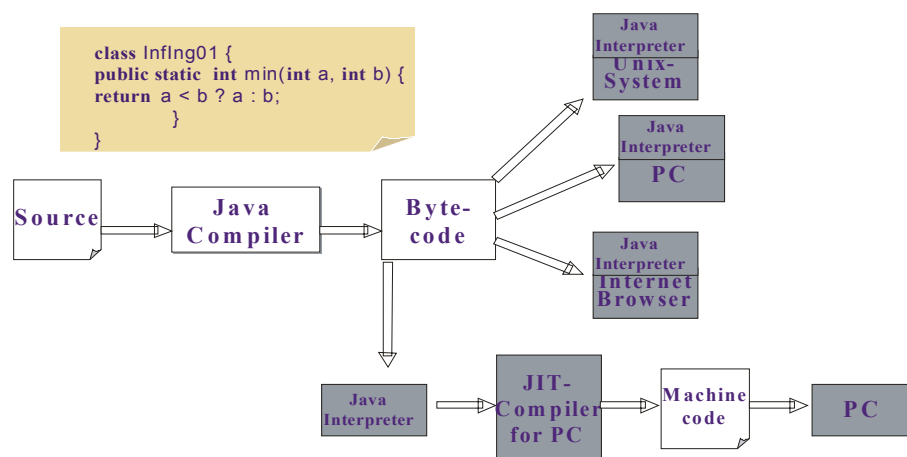 class InfIng01 {
public static int min(int a, int b) {
return a < b ? a : b;
}
}
Java
Interpreter
Unix-
System
Java
Interpreter
PC
Source
Java
Compiler
Byte-
code
Java
Interpreter
Internet
Browser
Java
Interpreter
JIT-
Compiler
for PC
Machine
code
PC